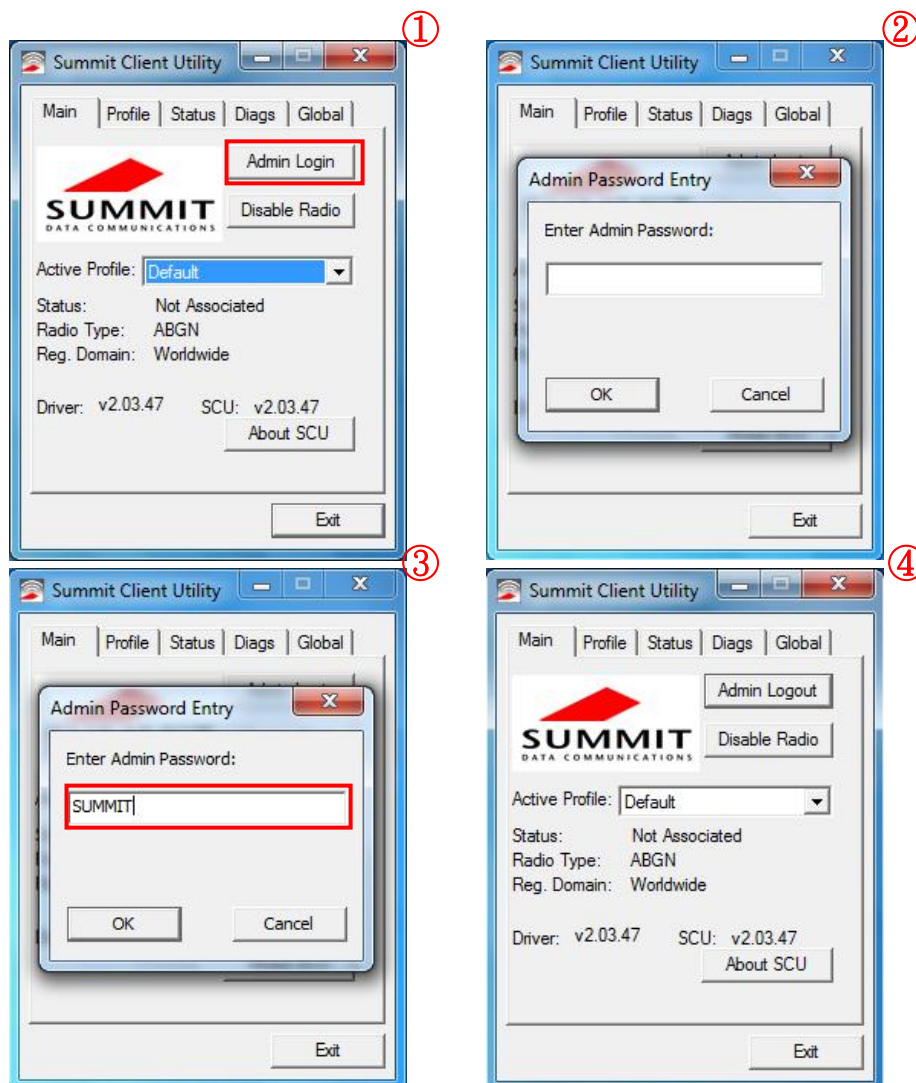 ①
Summit Client Utility
Main Profile Status Diags Global
Admin Login
SUMMIT
DATA COMMUNICATIONS
Disable Radio
Active Profile: Default
Status: Not Associated
Radio Type: ABGN
Reg. Domain: Worldwide
Driver: v2.03.47 SCU: v2.03.47
About SCU
Exit
②
Summit Client Utility
Main Profile Status Diags Global
Admin Password Entry
Enter Admin Password:
OK Cancel
Exit
③
Summit Client Utility
Main Profile Status Diags Global
Admin Password Entry
Enter Admin Password:
SUMMIT
OK Cancel
Exit
④
Summit Client Utility
Main Profile Status Diags Global
Admin Logout
SUMMIT
DATA COMMUNICATIONS
Disable Radio
Active Profile: Default
Status: Not Associated
Radio Type: ABGN
Reg. Domain: Worldwide
Driver: v2.03.47 SCU: v2.03.47
About SCU
Exit